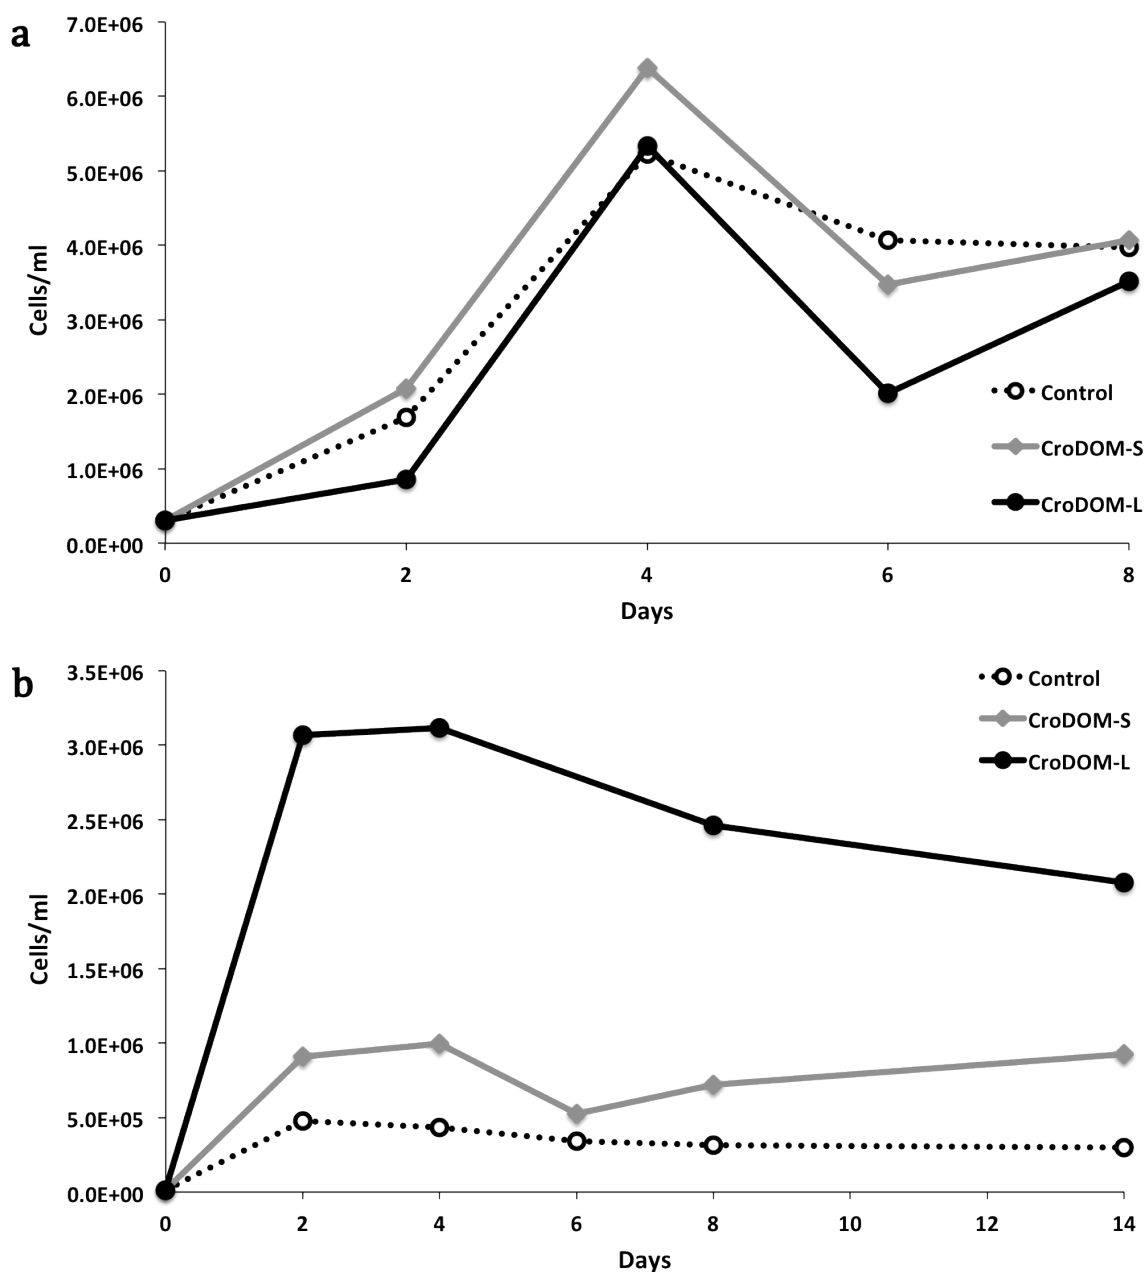 a
7.0E+06
6.0E+06
5.0E+06
4.0E+06
3.0E+06
2.0E+06
1.0E+06
0.0E+00
Cells/ml
0 2 4 6 8
Days
Control
CroDOM-S
CroDOM-L
b
3.5E+06
3.0E+06
2.5E+06
2.0E+06
1.5E+06
1.0E+06
5.0E+05
0.0E+00
Cells/ml
0 2 4 6 8 10 12 14
Days
Control
CroDOM-S
CroDOM-L